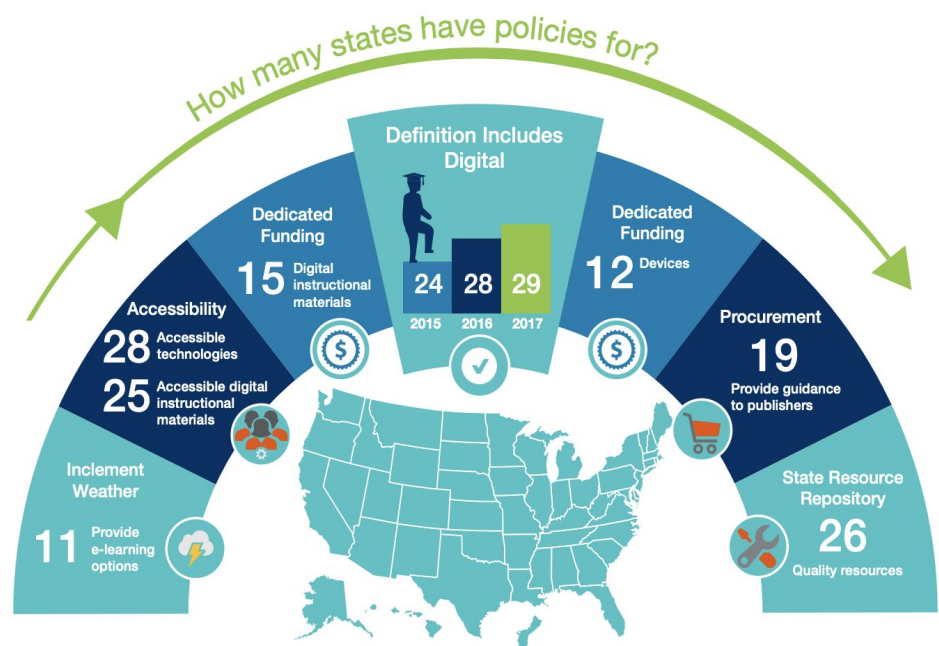 How many states have policies for?
Inclement
Weather
11
Provide
e-learning
options
Accessibility
28
Accessible
technologies
25
Accessible digital
instructional
materials
Dedicated
Funding
15
Digital
instructional
materials
$
Definition Includes
Digital
24
28
29
2015
2016
2017
Dedicated
Funding
12
Devices
$
Procurement
19
Provide guidance
to publishers
State Resource
Repository
26
Quality resources